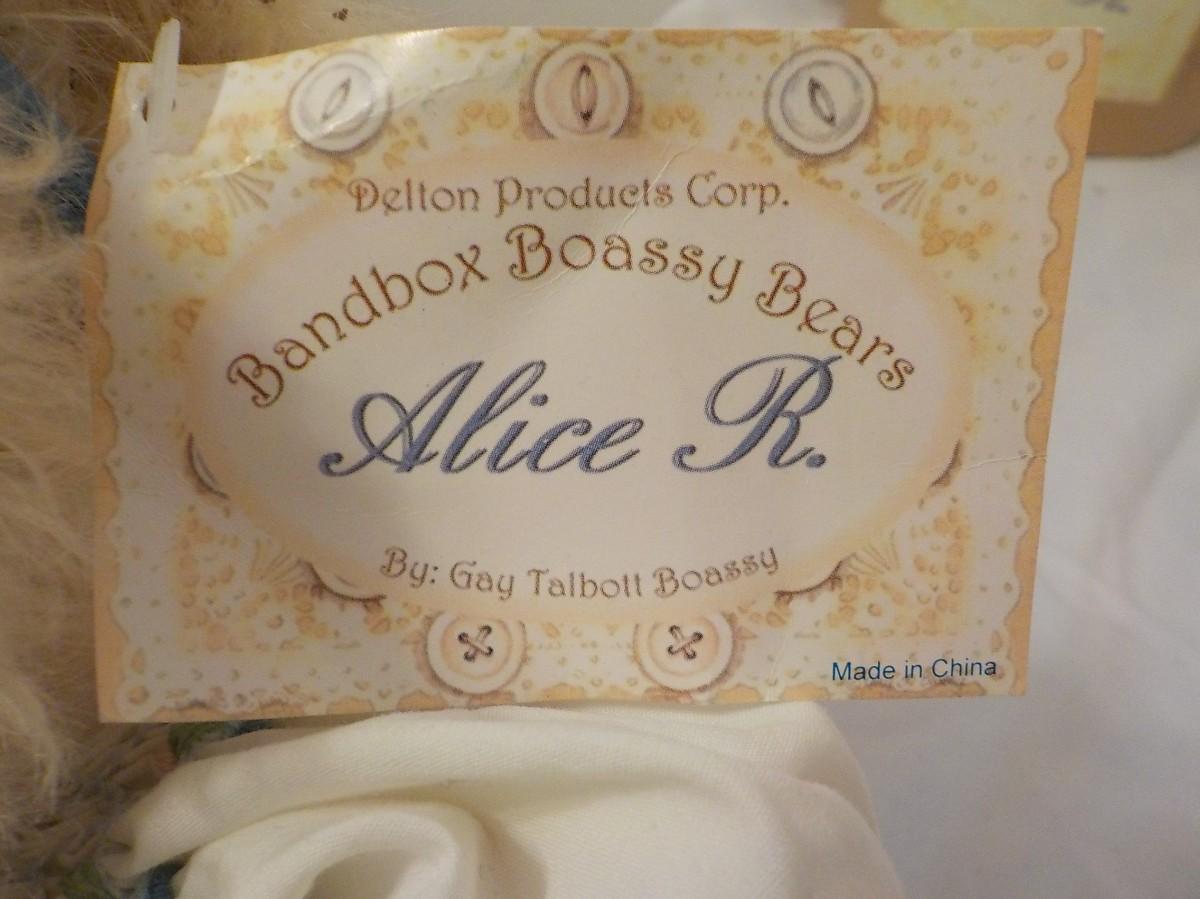 Delton Products Corp.
Bandbox Boassy Bears
Alice R.
By: Gay Talbott Boassy
Made in China